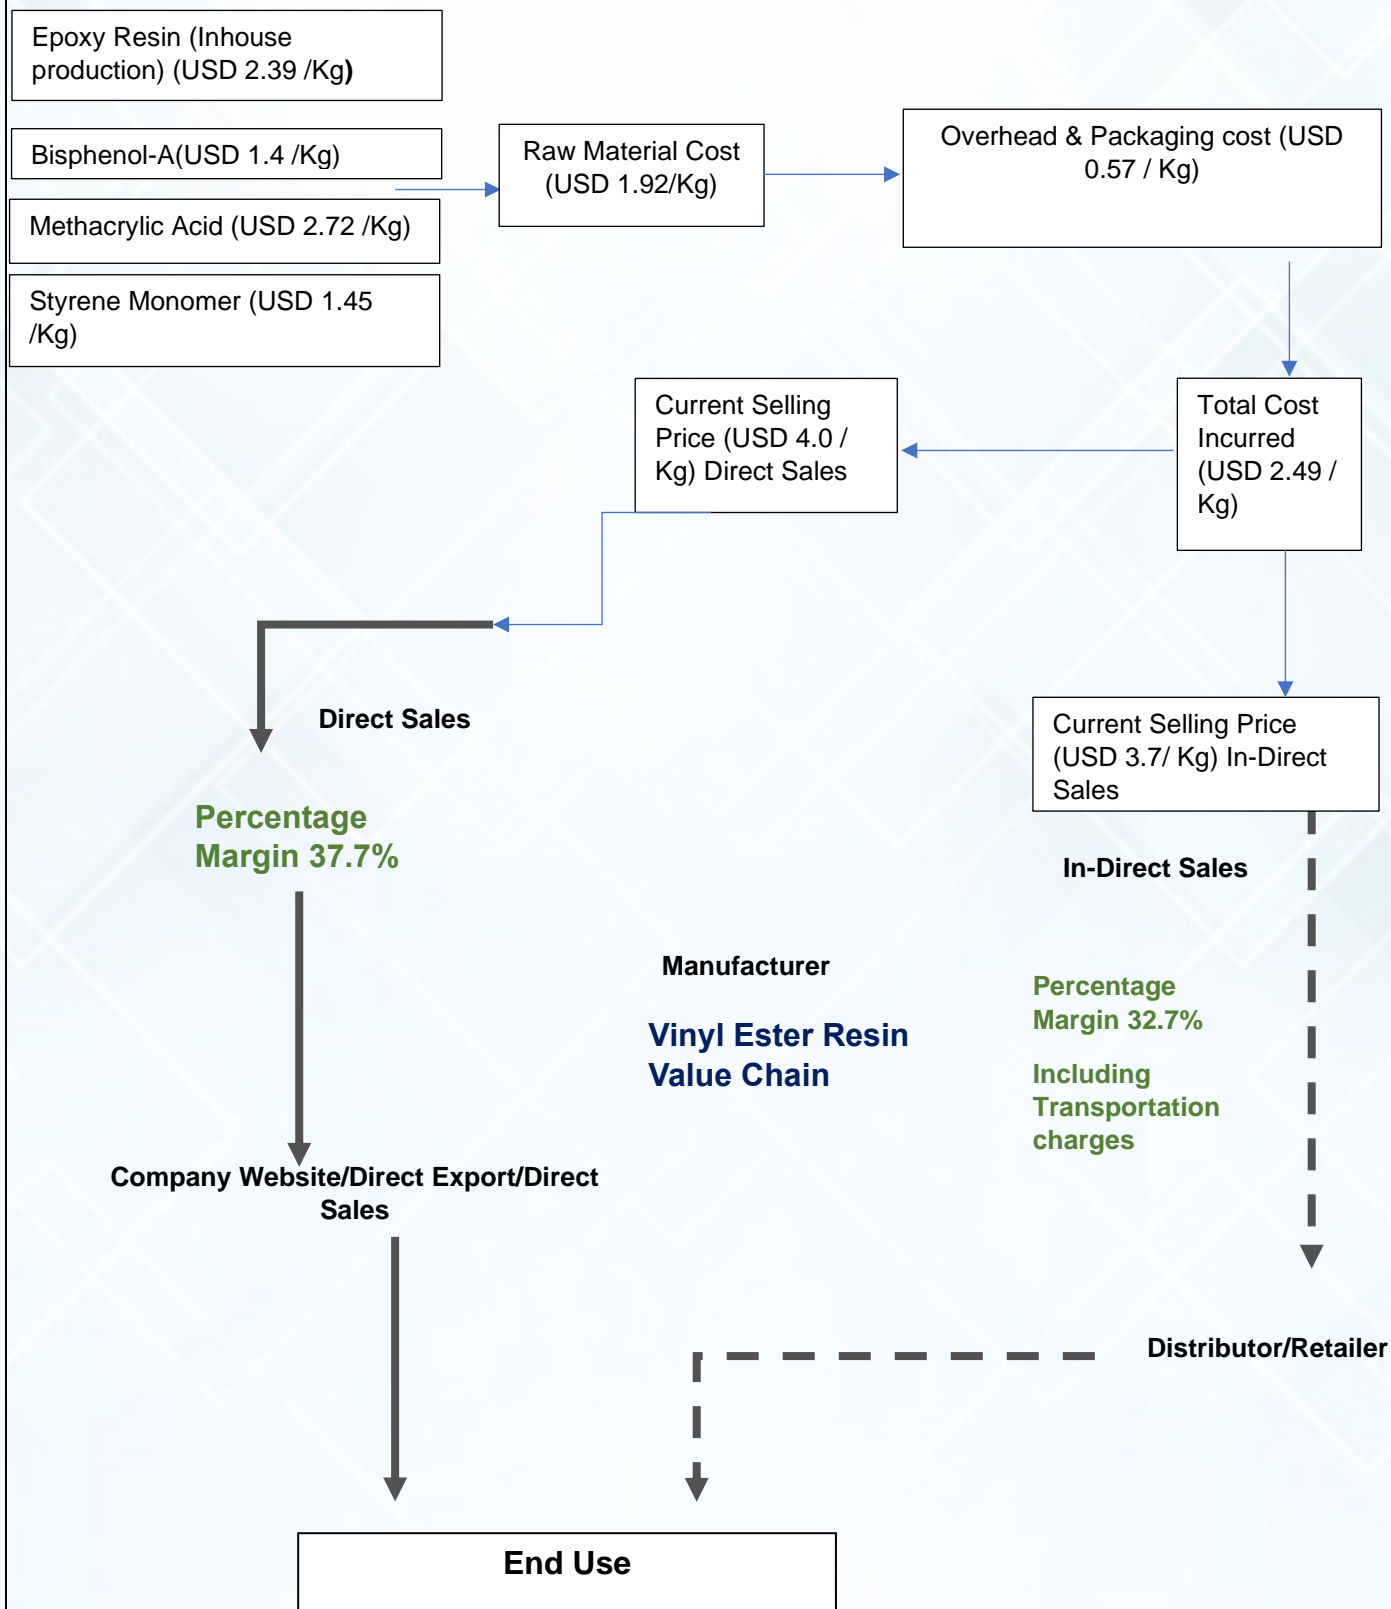 Epoxy Resin (Inhouse
production) (USD 2.39 /Kg)
Bisphenol-A(USD 1.4 /Kg)
Methacrylic Acid (USD 2.72 /Kg)
Styrene Monomer (USD 1.45
/Kg)
Raw Material Cost
(USD 1.92/Kg)
Overhead & Packaging cost (USD
0.57 / Kg)
Total Cost
Incurred
(USD 2.49 /
Kg)
Current Selling
Price (USD 4.0 /
Kg) Direct Sales
Direct Sales
Percentage
Margin 37.7%
Company Website/Direct Export/Direct
Sales
Manufacturer
Vinyl Ester Resin
Value Chain
Current Selling Price
(USD 3.7/ Kg) In-Direct
Sales
In-Direct Sales
Percentage
Margin 32.7%
Including
Transportation
charges
Distributor/Retailer
End Use